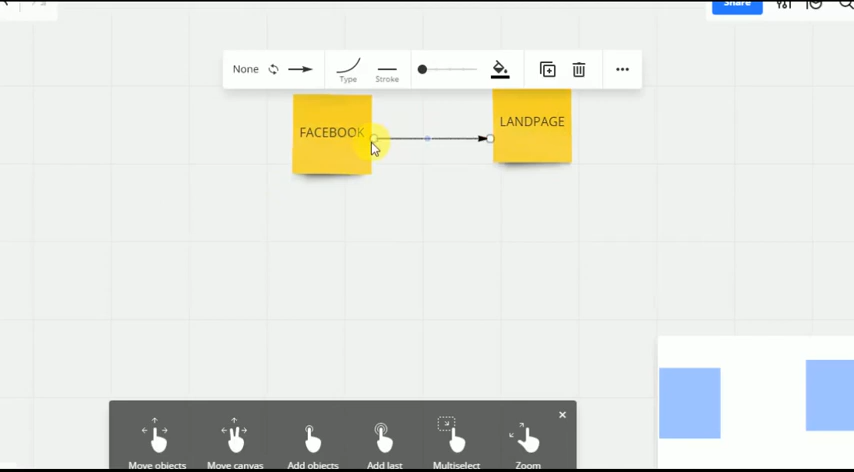 Share
None
Type
Stroke
FACEBOOK
LANDPAGE
Move objects
Move canvas
Add objects
Add last
Multiselect
Zoom